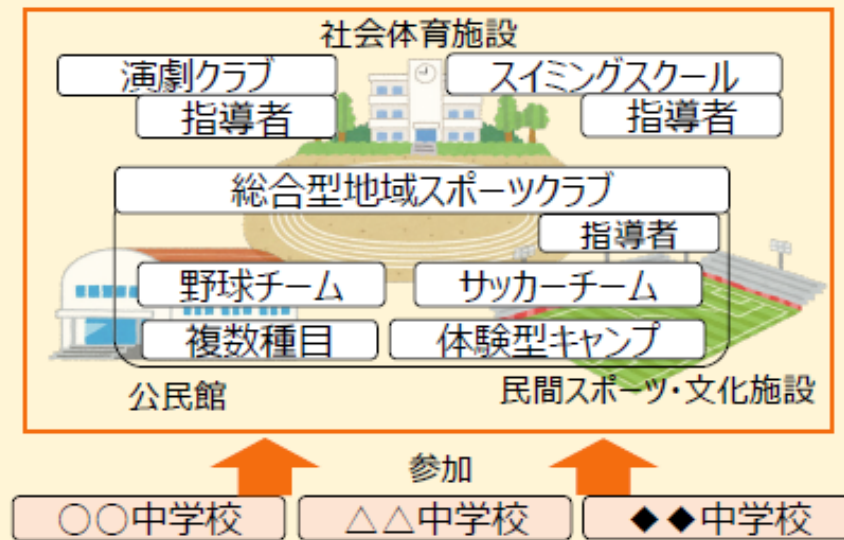 社会体育施設
演劇クラブ
スイミングスクール
指導者
指導者
総合型地域スポーツクラブ
指導者
野球チーム
サッカーチーム
複数種目
体験型キャンプ
公民館
民間スポーツ・文化施設
参加
○○中学校
△△中学校
◆◆中学校